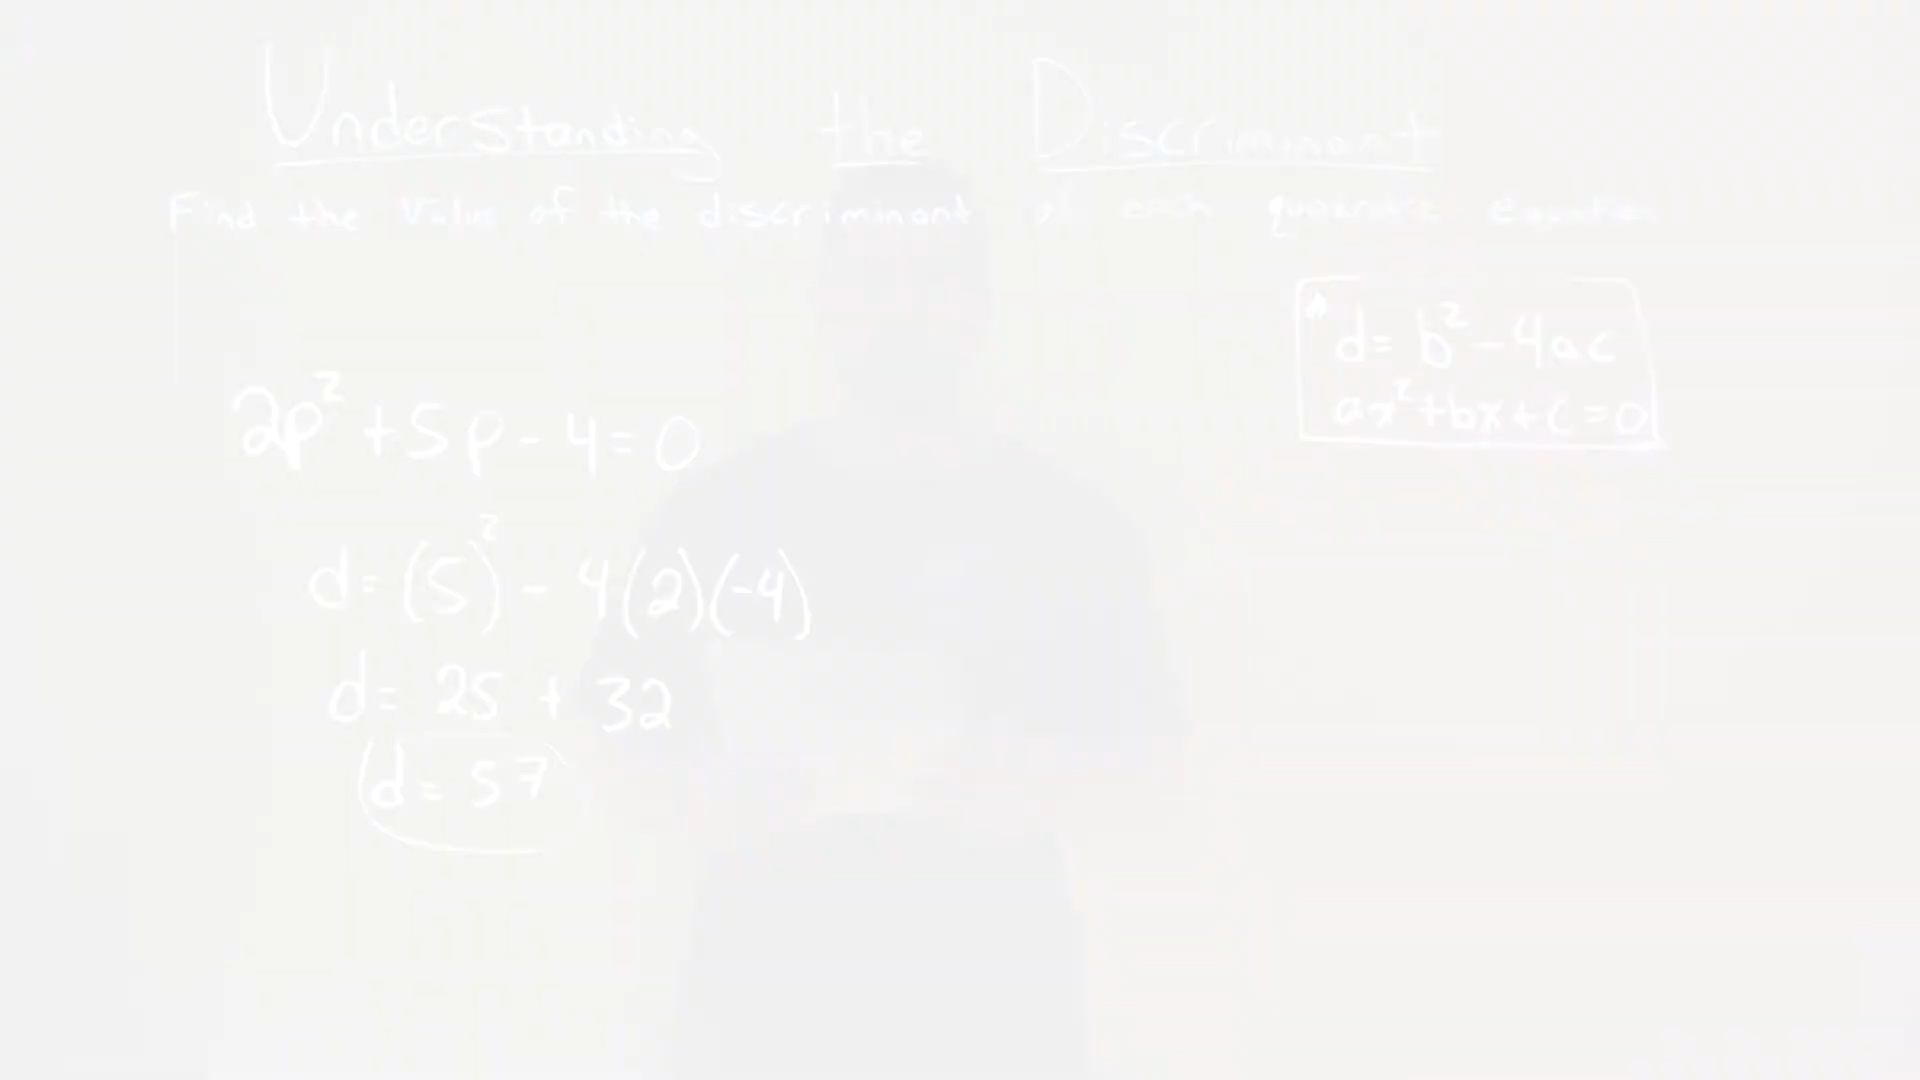 Understanding the Discriminant
Find the Value of the discriminant of each quadratic equation
* d = b² - 4ac
ax² + bx + c = 0
2p² + 5p - 4 = 0
d = (5)² - 4(2)(-4)
d = 25 + 32
d = 57